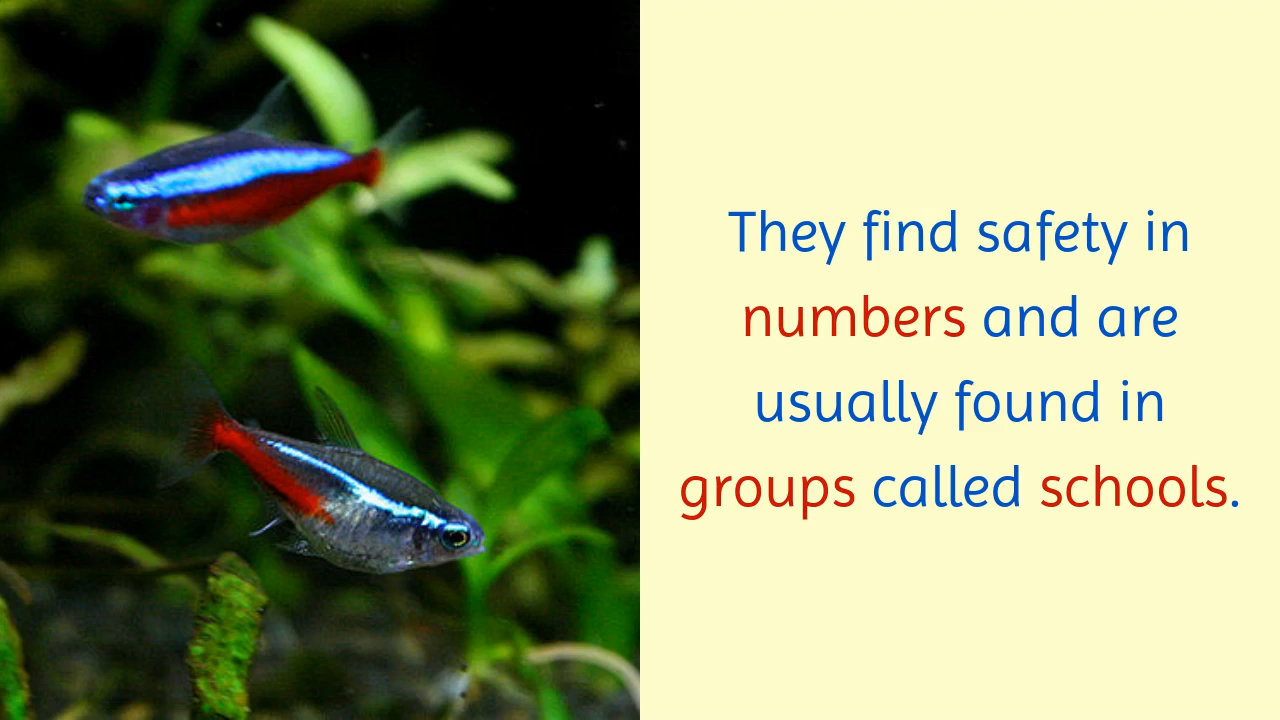 They find safety in
numbers and are
usually found in
groups called schools.